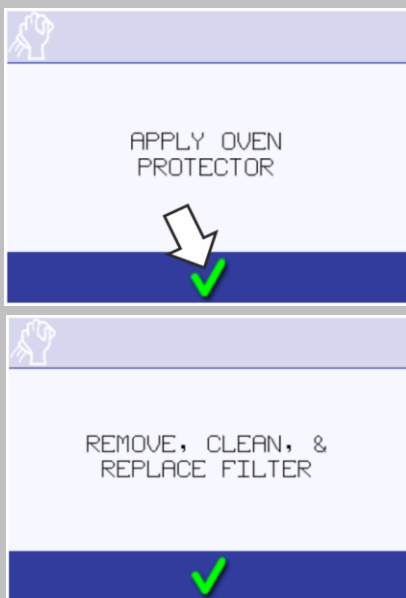 APPLY OVEN
PROTECTOR
REMOVE, CLEAN, &
REPLACE FILTER